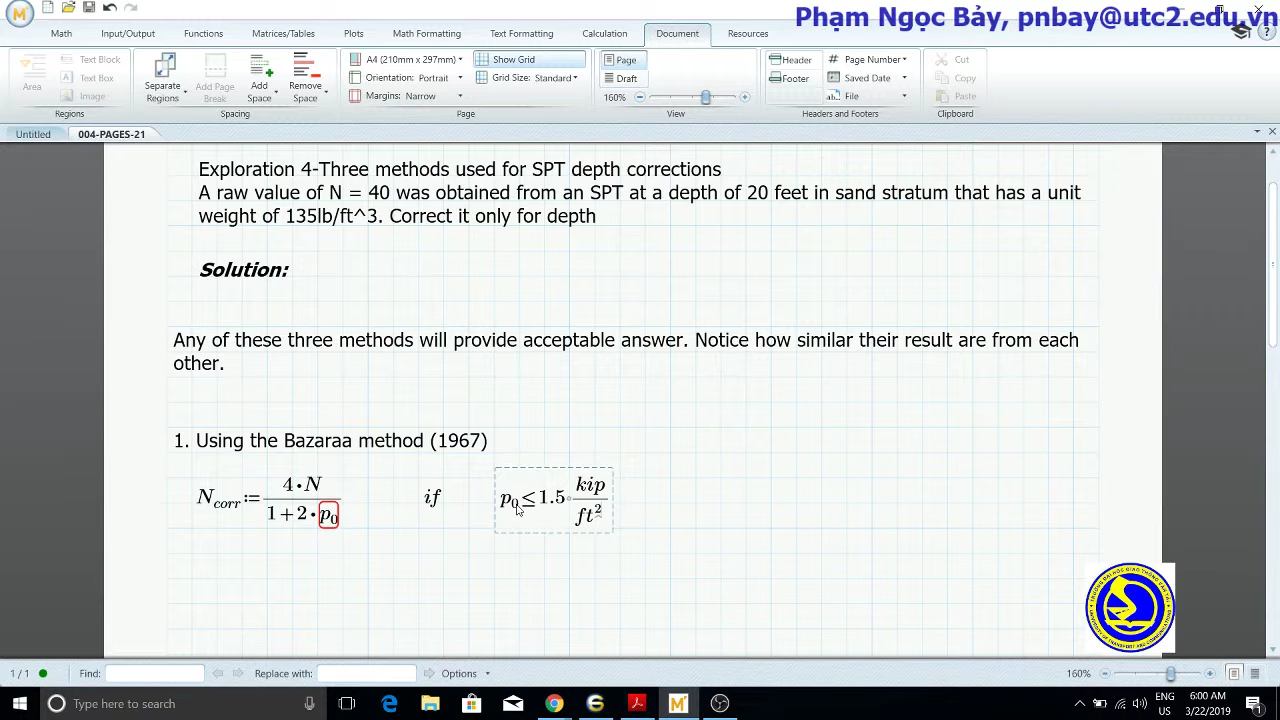 Phạm Ngọc Bảy, pnbay@utc2.edu.vn
Math Input/Output Functions Matrices/Tables Plots Math Formatting Text Formatting Calculation Document Resources
Area Text Block Text Box Image Separate Regions Add Page Break Add Space Remove Space
A4 (210mm x 297mm) Show Grid Page Header Page Number Cut
Orientation: Portrait Grid Size: Standard Draft Footer Saved Date Copy
Margins: Narrow 160% File Paste
Regions Spacing Page View Headers and Footers Clipboard
Untitled 004-PAGES-21
Exploration 4-Three methods used for SPT depth corrections
A raw value of N = 40 was obtained from an SPT at a depth of 20 feet in sand stratum that has a unit
weight of 135lb/ft^3. Correct it only for depth
Solution:
Any of these three methods will provide acceptable answer. Notice how similar their result are from each
other.
1. Using the Bazaraa method (1967)
N_corr := 4·N / (1+2·p₀) if p₀ ≤ 1.5 kip/ft²
1 / 1 Find: Replace with: Options 160%
Type here to search
ENG 6:00 AM
US 3/22/2019